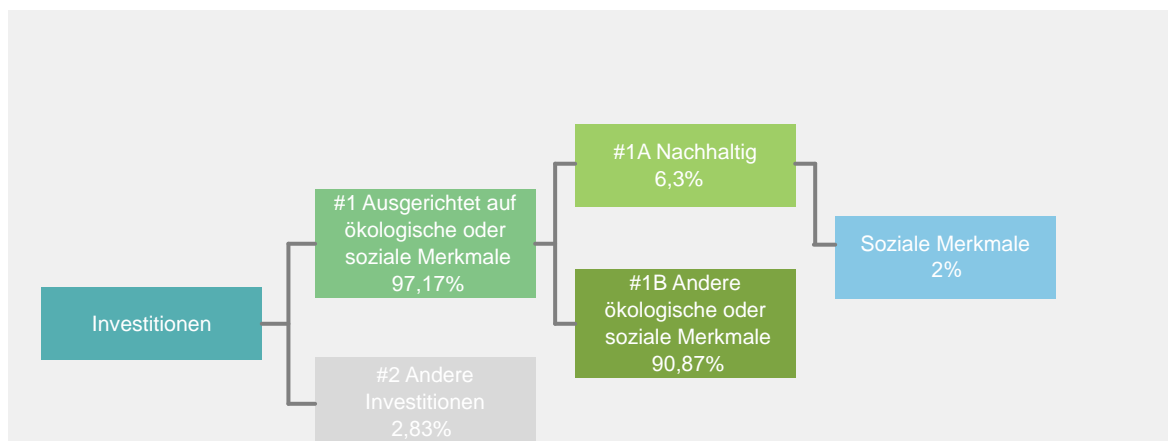 Investitionen
#1 Ausgerichtet auf
ökologische oder
soziale Merkmale
97,17%
#2 Andere
Investitionen
2,83%
#1A Nachhaltig
6,3%
#1B Andere
ökologische oder
soziale Merkmale
90,87%
Soziale Merkmale
2%